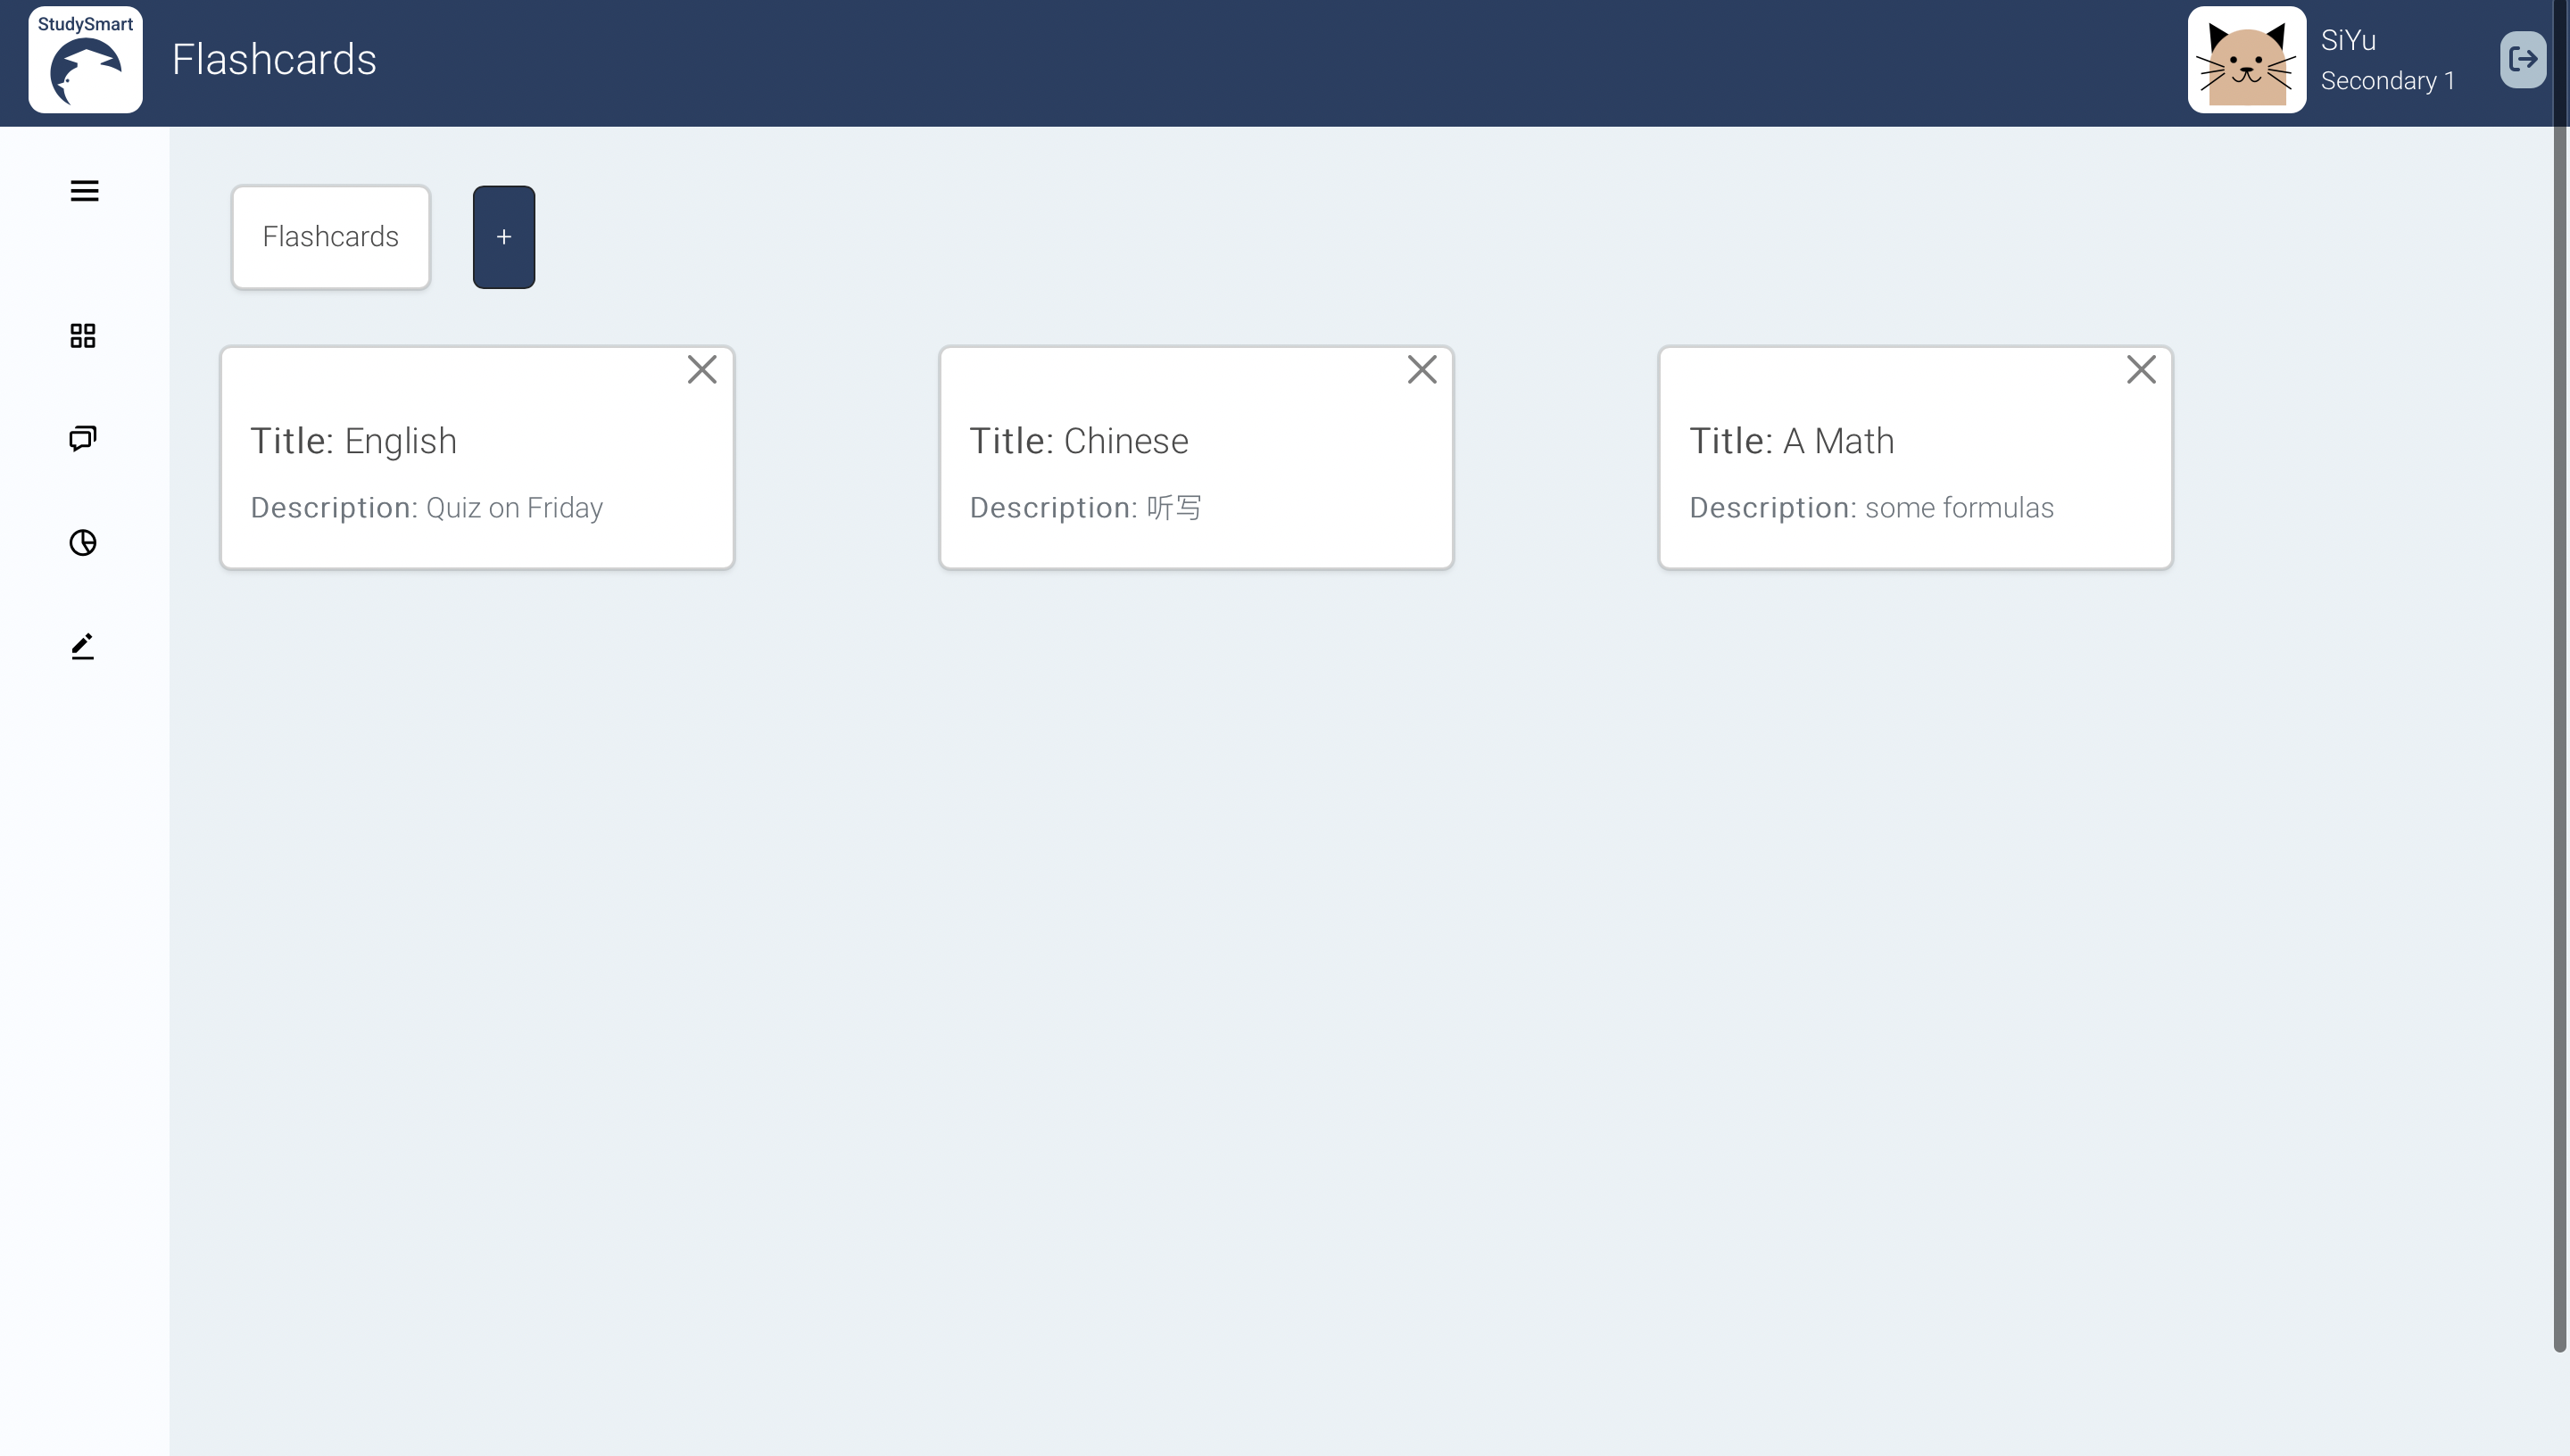 StudySmart
Flashcards
SiYu
Secondary 1
Flashcards
+
Title: English
Description: Quiz on Friday
Title: Chinese
Description: 听写
Title: A Math
Description: some formulas